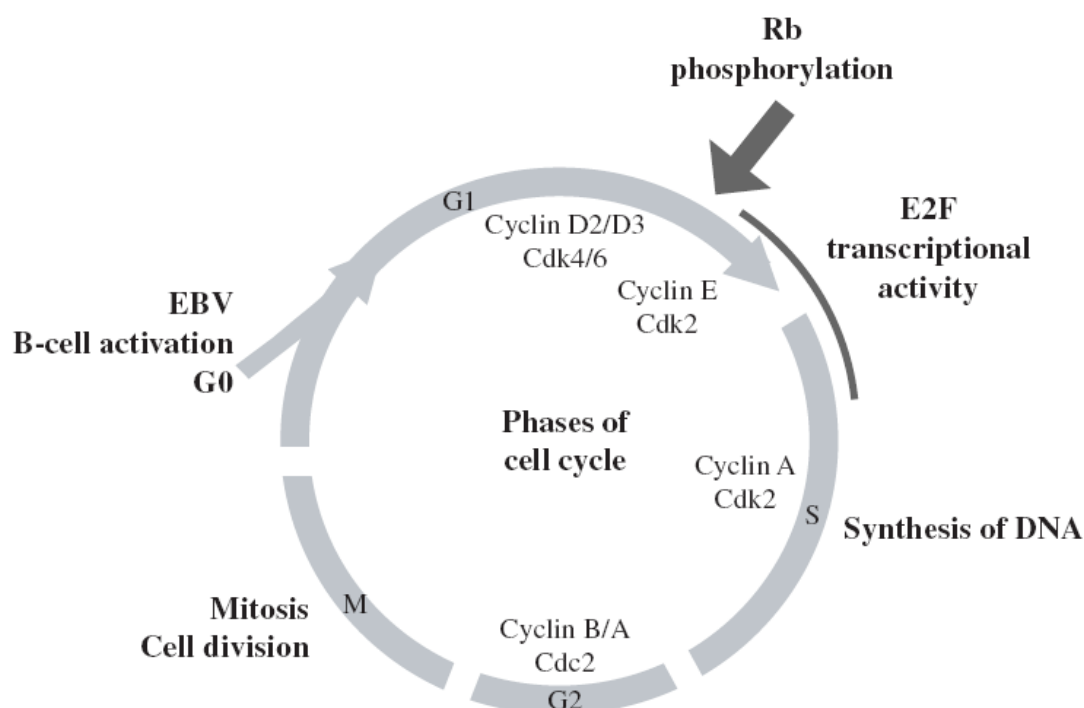 Rb
phosphorylation
E2F
transcriptional
activity
G1
Cyclin D2/D3
Cdk4/6
Cyclin E
Cdk2
EBV
B-cell activation
G0
Phases of
cell cycle
Cyclin A
Cdk2
S
Synthesis of DNA
Mitosis
Cell division
M
Cyclin B/A
Cdc2
G2